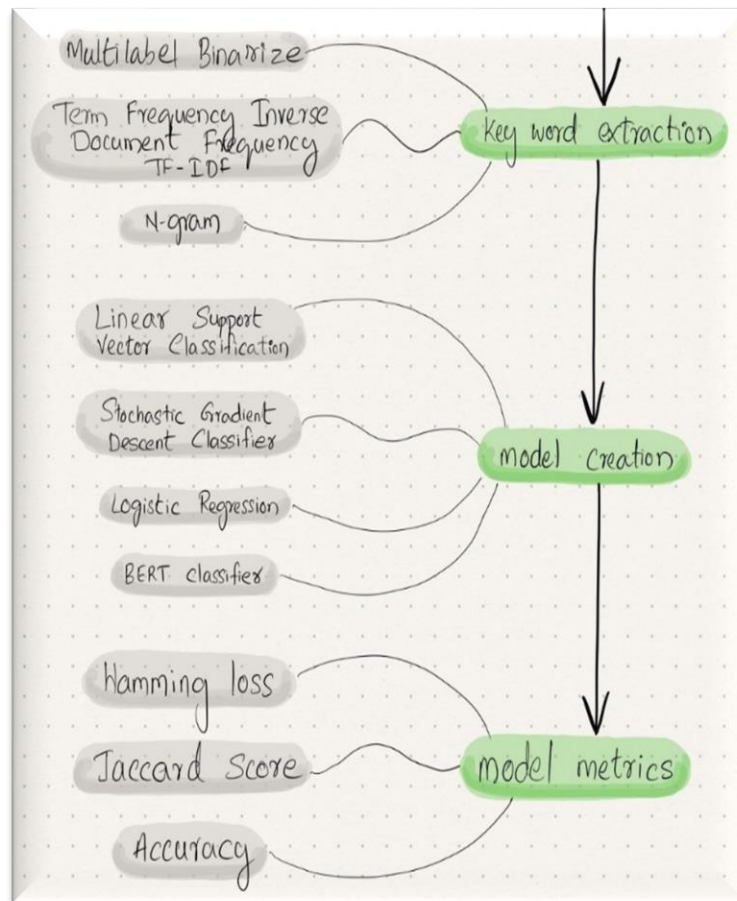 Multilabel Binarize
Term Frequency Inverse
Document Frequency
TF-IDF
N-gram
key word extraction
Linear Support
Vector Classification
Stochastic Gradient
Descent Classifier
Logistic Regression
BERT classifier
model creation
Hamming loss
Jaccard Score
Accuracy
model metrics